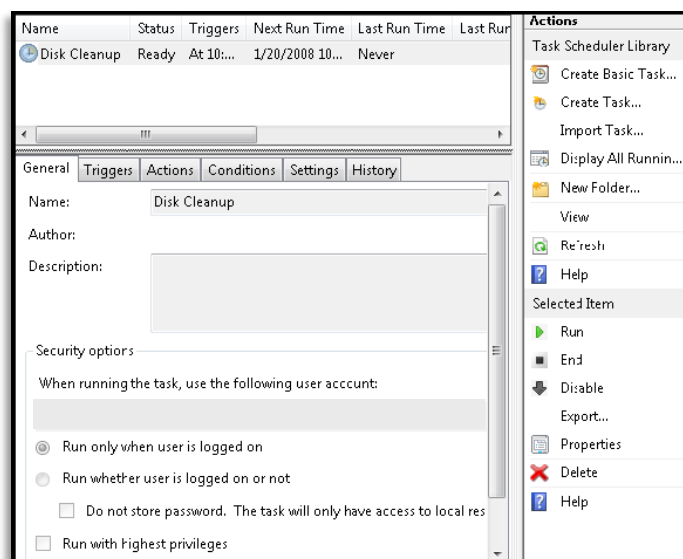 Name Status Triggers Next Run Time Last Run Time Last Run
Disk Cleanup Ready At 10:... 1/20/2008 10... Never
General Triggers Actions Conditions Settings History
Name: Disk Cleanup
Author:
Description:
Security options
When running the task, use the following user account:
Run only when user is logged on
Run whether user is logged on or not
Do not store password. The task will only have access to local res
Run with highest privileges
Actions
Task Scheduler Library
Create Basic Task...
Create Task...
Import Task...
Display All Runnin...
New Folder...
View
Refresh
Help
Selected Item
Run
End
Disable
Export...
Properties
Delete
Help